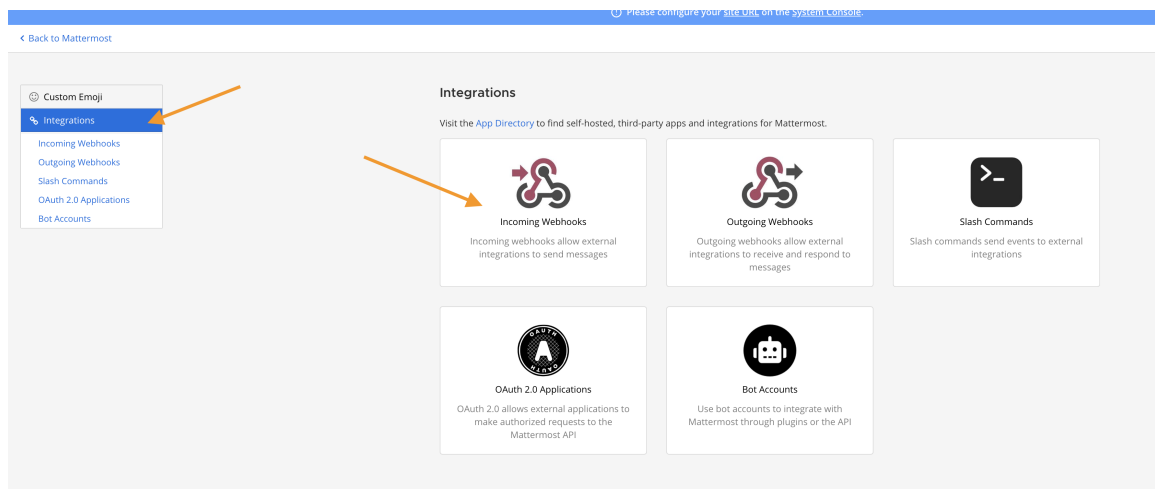 Please configure your site URL on the System Console.
Back to Mattermost
Custom Emoji
Integrations
Incoming Webhooks
Outgoing Webhooks
Slash Commands
OAuth 2.0 Applications
Bot Accounts
Integrations
Visit the App Directory to find self-hosted, third-party apps and integrations for Mattermost.
Incoming Webhooks
Incoming webhooks allow external
integrations to send messages
Outgoing Webhooks
Outgoing webhooks allow external
integrations to receive and respond to
messages
Slash Commands
Slash commands send events to external
integrations
OAUTH
OAUTH
OAuth 2.0 Applications
OAuth 2.0 allows external applications to
make authorized requests to the
Mattermost API
Bot Accounts
Use bot accounts to integrate with
Mattermost through plugins or the API